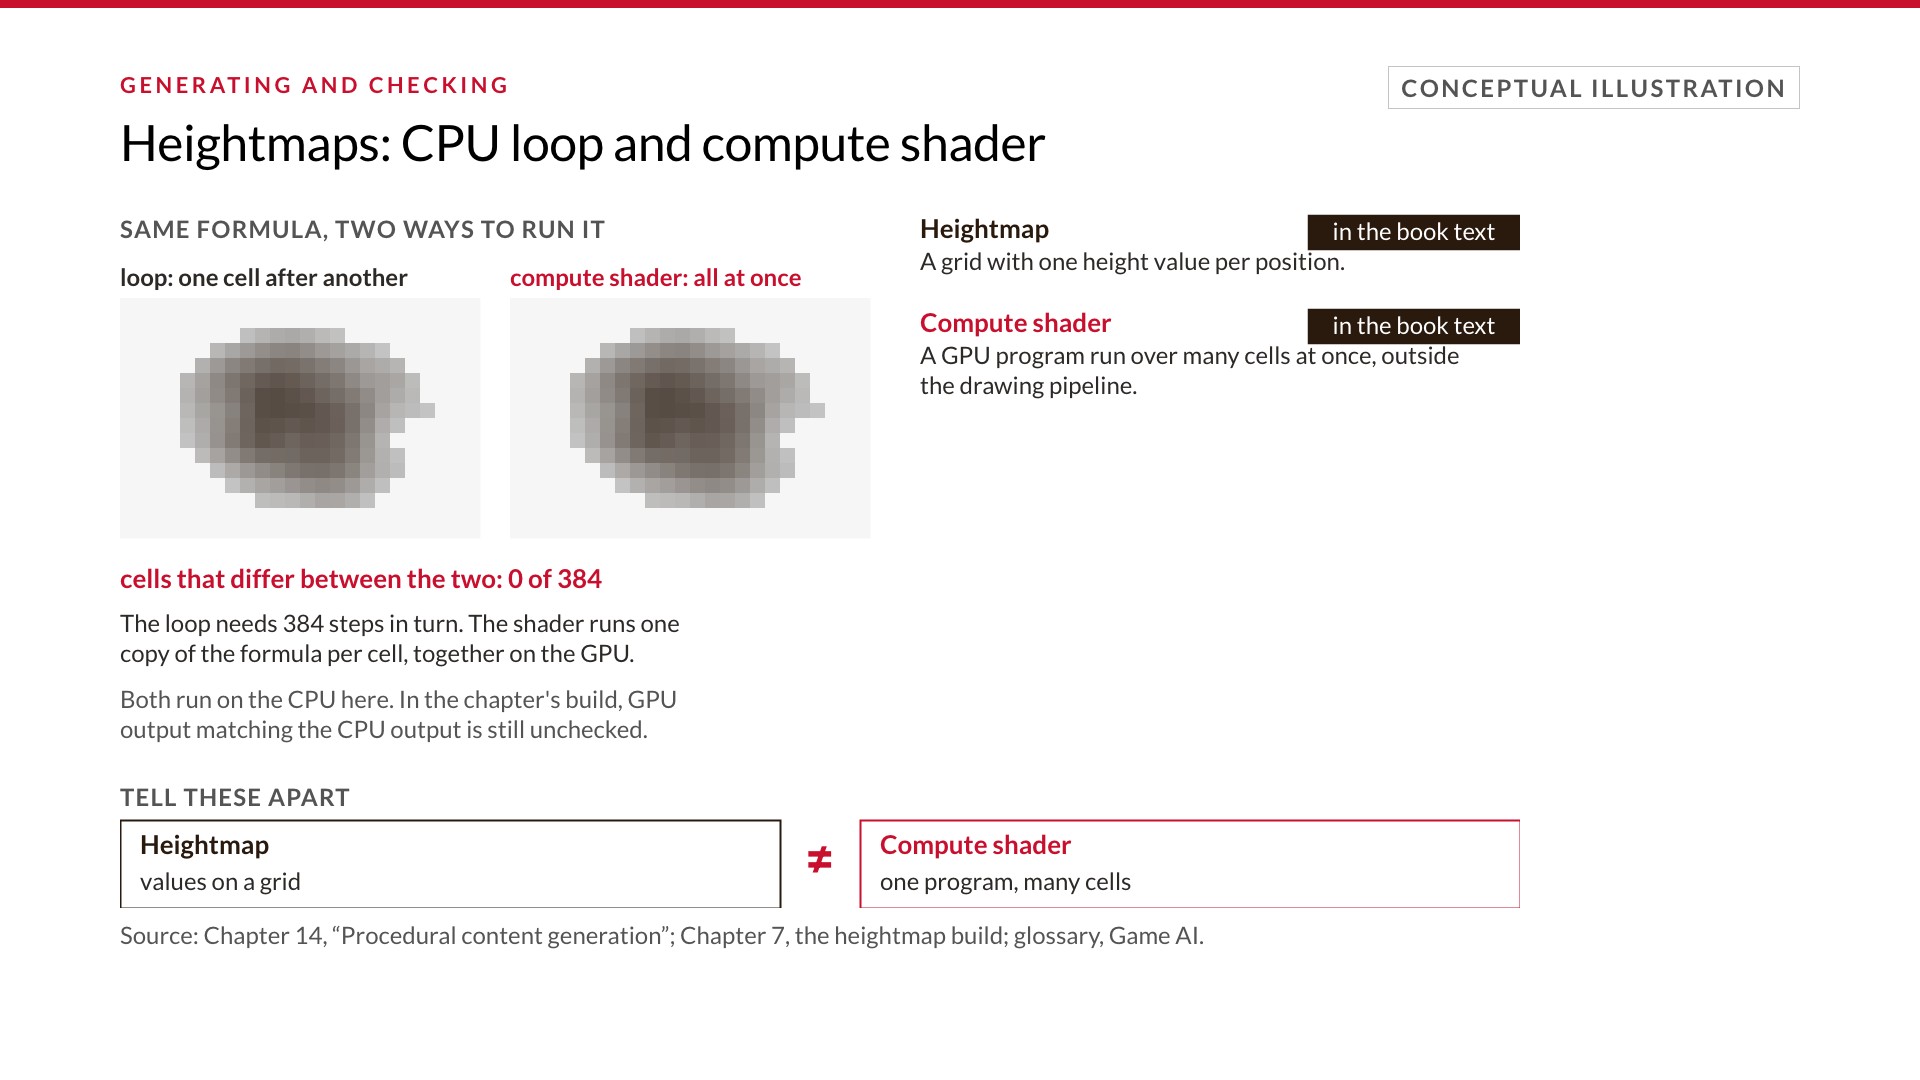 GENERATING AND CHECKING
CONCEPTUAL ILLUSTRATION
Heightmaps: CPU loop and compute shader
SAME FORMULA, TWO WAYS TO RUN IT
loop: one cell after another
compute shader: all at once
cells that differ between the two: 0 of 384
The loop needs 384 steps in turn. The shader runs one
copy of the formula per cell, together on the GPU.
Both run on the CPU here. In the chapter's build, GPU
output matching the CPU output is still unchecked.
Heightmap
in the book text
A grid with one height value per position.
Compute shader
in the book text
A GPU program run over many cells at once, outside
the drawing pipeline.
TELL THESE APART
Heightmap
values on a grid
≠
Compute shader
one program, many cells
Source: Chapter 14, “Procedural content generation”; Chapter 7, the heightmap build; glossary, Game AI.